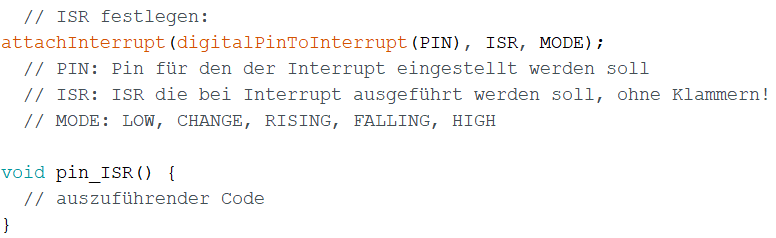 // ISR festlegen:
attachInterrupt(digitalPinToInterrupt(PIN), ISR, MODE);
// PIN: Pin für den der Interrupt eingestellt werden soll
// ISR: ISR die bei Interrupt ausgeführt werden soll, ohne Klammern!
// MODE: LOW, CHANGE, RISING, FALLING, HIGH
void pin_ISR() {
// auszuführender Code
}